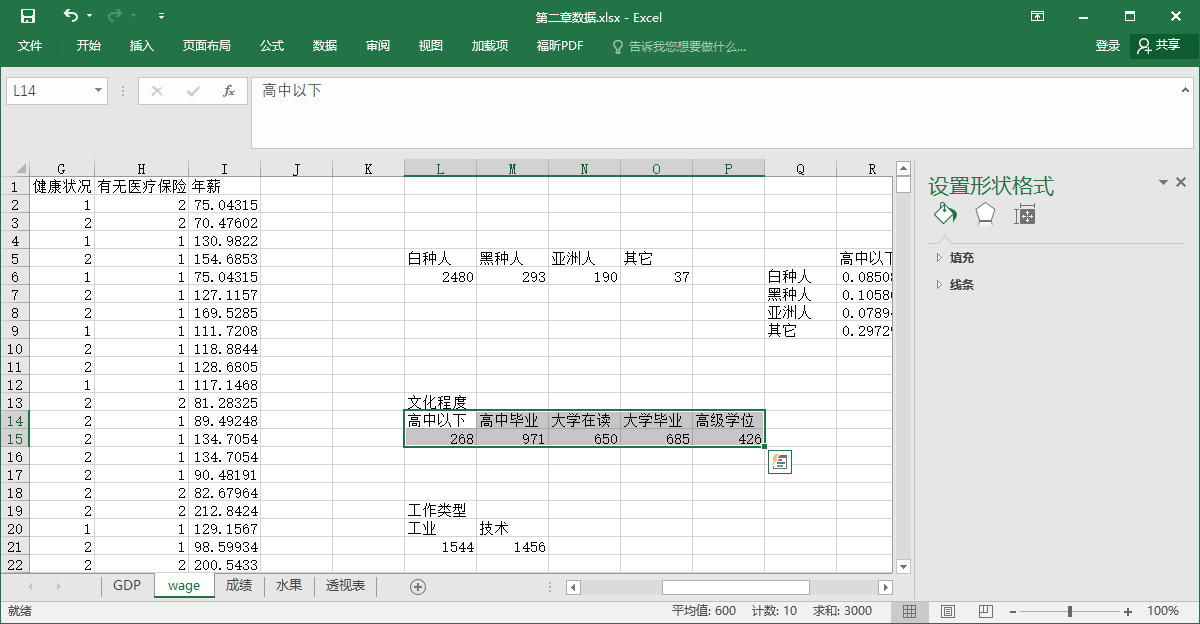 第二章数据.xlsx - Excel
文件 开始 插入 页面布局 公式 数据 审阅 视图 加载项 福昕PDF 告诉我您想要做什么... 登录 共享
L14 fx 高中以下
G H I J K L M N O P Q R
1 健康状况 有无医疗保险 年薪
2 1 2 75.04315
3 2 2 70.47602
4 1 1 130.9822
5 2 1 154.6853 白种人 黑种人 亚洲人 其它 高中以下
6 1 1 75.04315 2480 293 190 37 白种人 0.0850
7 2 1 127.1157 黑种人 0.1058
8 2 1 169.5285 亚洲人 0.0789
9 1 1 111.7208 其它 0.2972
10 2 1 118.8844
11 2 1 128.6805
12 1 1 117.1468
13 2 2 81.28325 文化程度
14 2 1 89.49248 高中以下 高中毕业 大学在读 大学毕业 高级学位
15 2 1 134.7054 268 971 650 685 426
16 2 1 134.7054
17 2 1 90.48191
18 2 2 82.67964
19 2 2 212.8424 工作类型
20 1 1 129.1567 工业 技术
21 2 1 98.59934 1544 1456
22 2 2 200.5433
设置形状格式
填充
线条
GDP wage 成绩 水果 透视表
就绪 平均值: 600 计数: 10 求和: 3000 100%